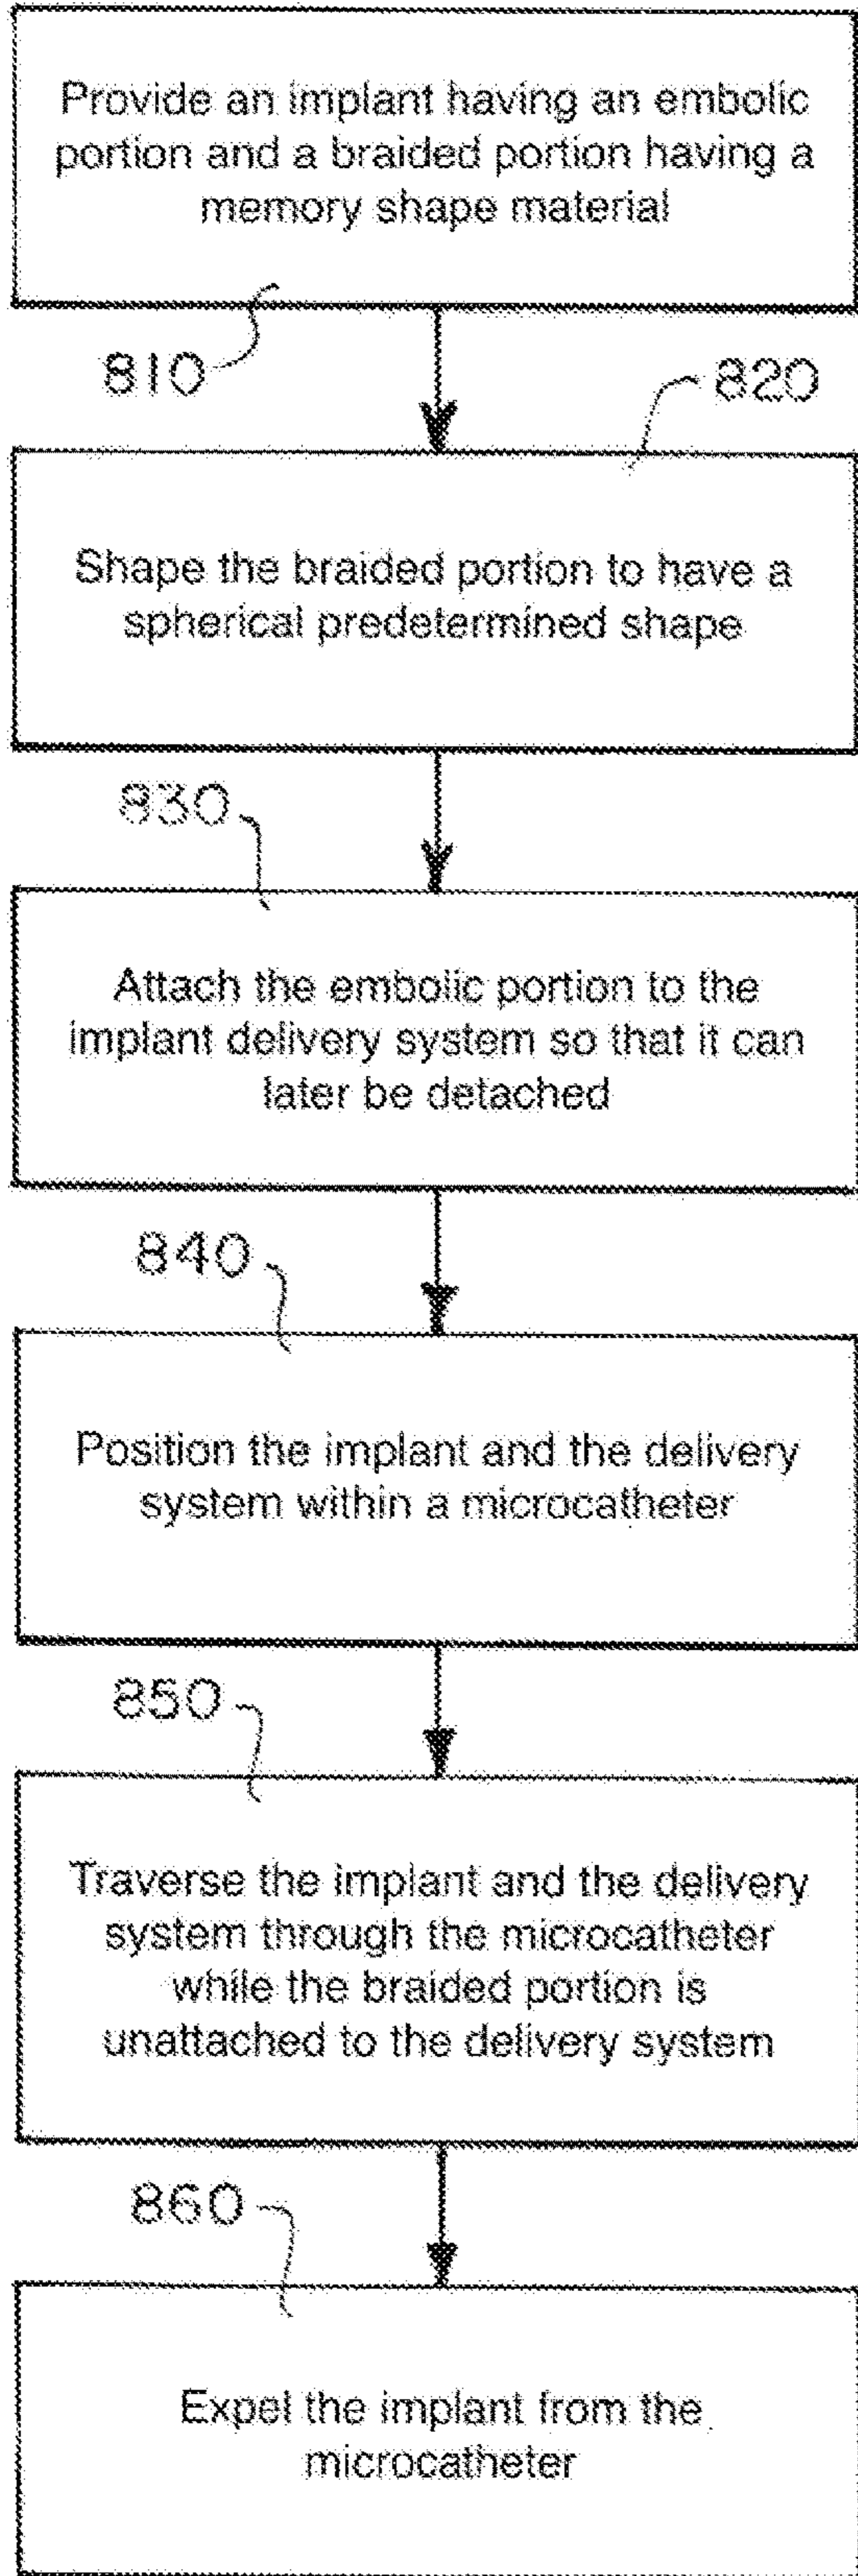 Provide an implant having an embolic
portion and a braided portion having a
memory shape material
810
820
Shape the braided portion to have a
spherical predetermined shape
830
Attach the embolic portion to the
implant delivery system so that it can
later be detached
840
Position the implant and the delivery
system within a microcatheter
850
Traverse the implant and the delivery
system through the microcatheter
while the braided portion is
unattached to the delivery system
860
Expel the implant from the
microcatheter